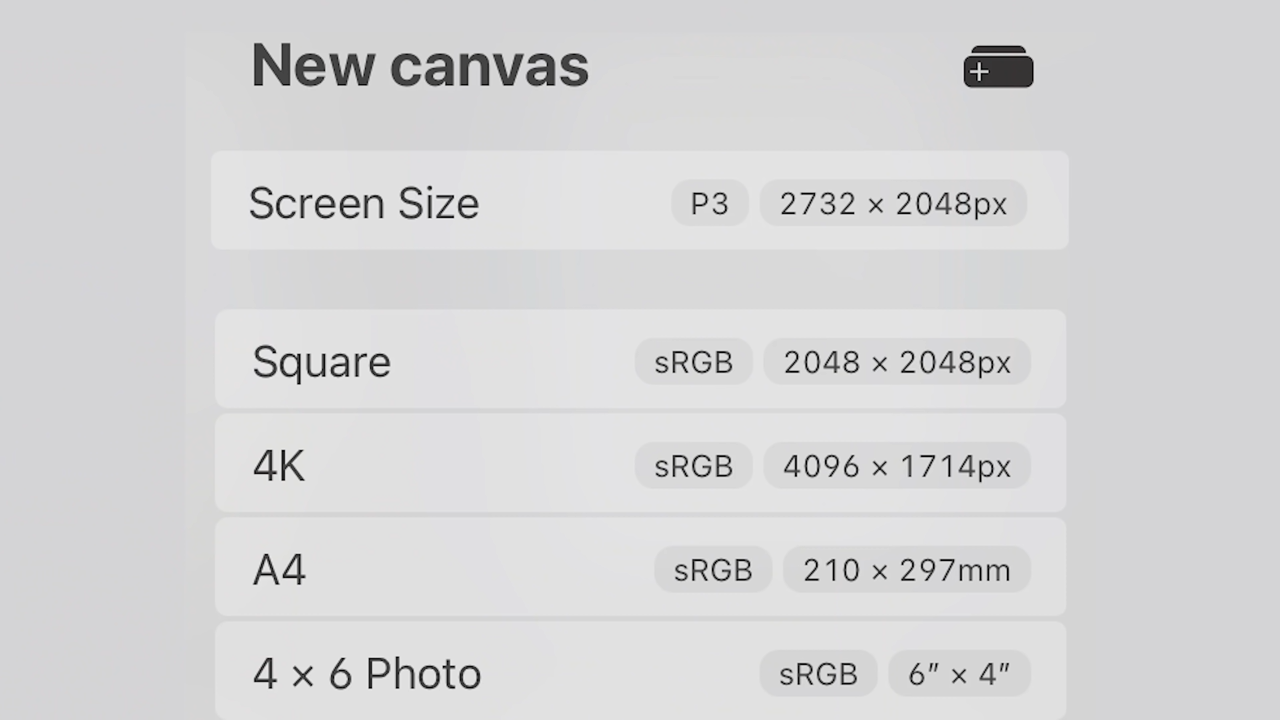 New canvas
Screen Size P3 2732 × 2048px
Square sRGB 2048 × 2048px
4K sRGB 4096 × 1714px
A4 sRGB 210 × 297mm
4 × 6 Photo sRGB 6″ × 4″